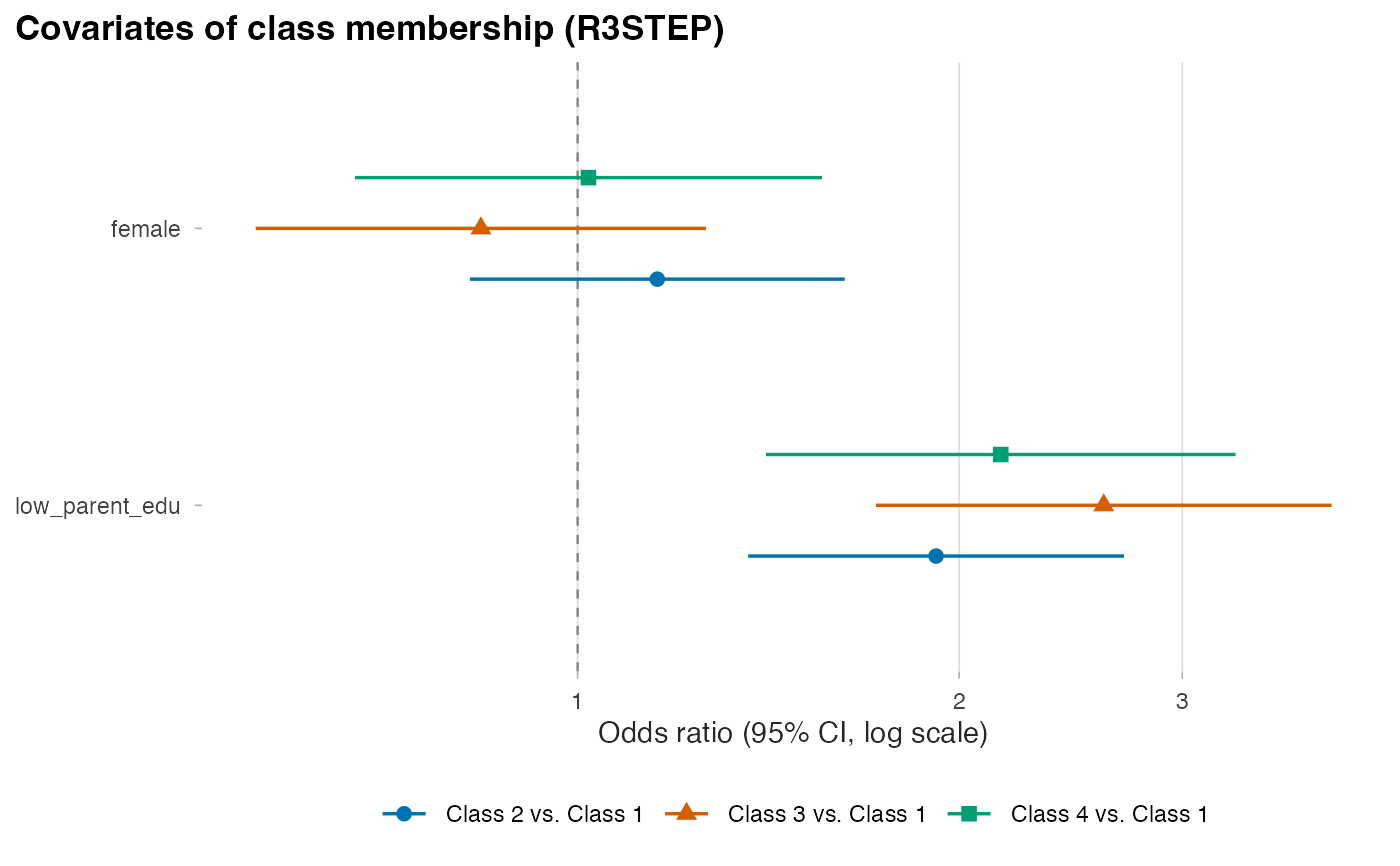 Covariates of class membership (R3STEP)
female
low_parent_edu
1 2 3
Odds ratio (95% CI, log scale)
Class 2 vs. Class 1 Class 3 vs. Class 1 Class 4 vs. Class 1